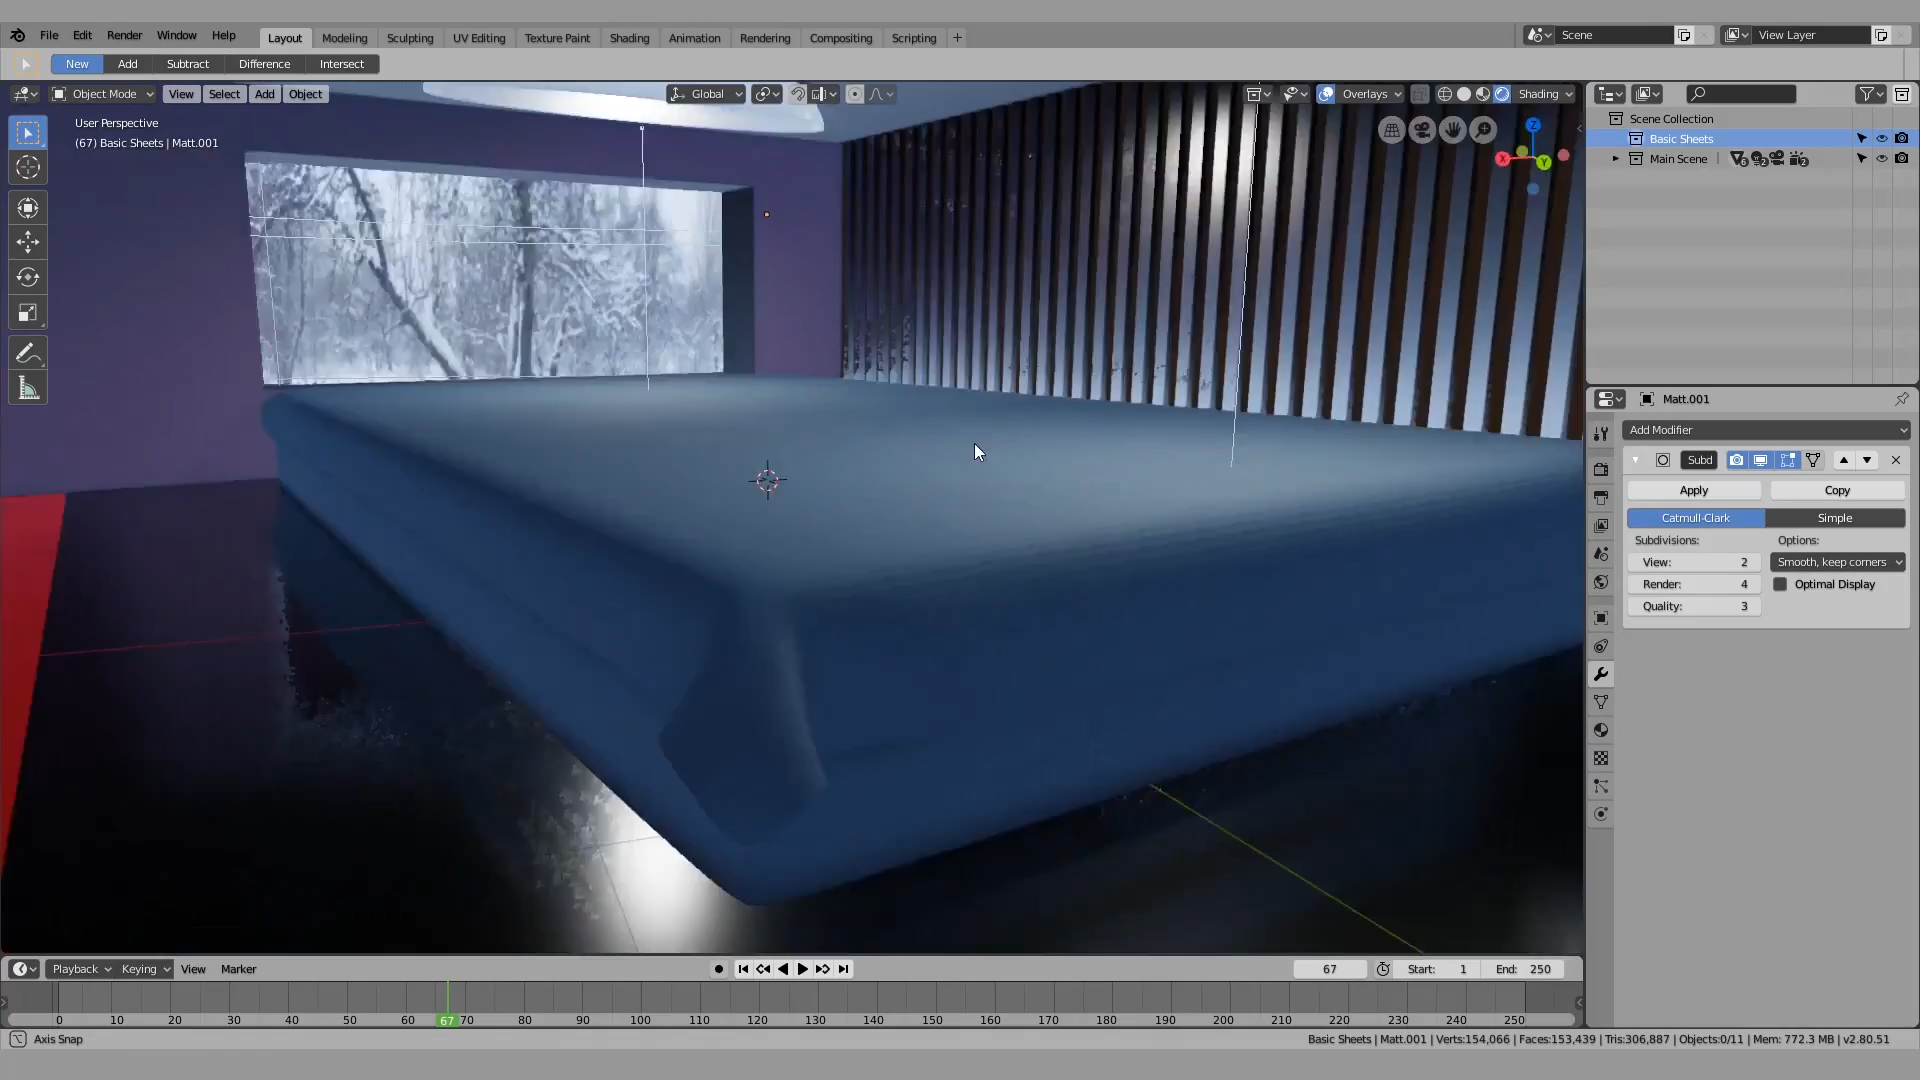 File Edit Render Window Help Layout Modeling Sculpting UV Editing Texture Paint Shading Animation Rendering Compositing Scripting + Scene View Layer
New Add Subtract Difference Intersect
Object Mode View Select Add Object Global Overlays Shading
User Perspective
(67) Basic Sheets | Matt.001
Z
X
Y
Scene Collection
Basic Sheets
Main Scene 6 2 2
Matt.001
Add Modifier
Subd
Apply Copy
Catmull-Clark Simple
Subdivisions: Options:
View: 2 Smooth, keep corners
Render: 4 Optimal Display
Quality: 3
Playback Keying View Marker 67 Start: 1 End: 250
0 10 20 30 40 50 60 67 70 80 90 100 110 120 130 140 150 160 170 180 190 200 210 220 230 240 250
Axis Snap Basic Sheets | Matt.001 | Verts:154,066 | Faces:153,439 | Tris:306,887 | Objects:0/11 | Mem: 772.3 MB | v2.80.51